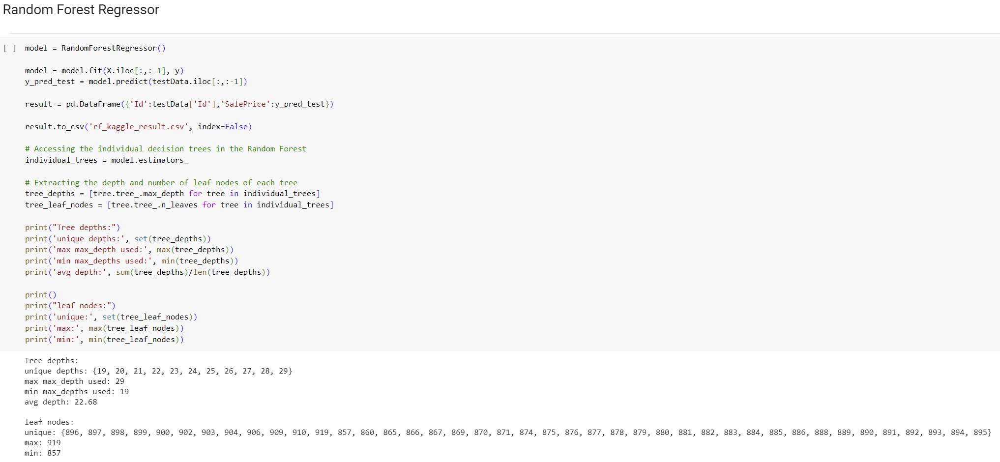 Random Forest Regressor
[ ] model = RandomForestRegressor()
model = model.fit(X.iloc[:,:-1], y)
y_pred_test = model.predict(testData.iloc[:,:-1])
result = pd.DataFrame({'Id':testData['Id'],'SalePrice':y_pred_test})
result.to_csv('rf_kaggle_result.csv', index=False)
# Accessing the individual decision trees in the Random Forest
individual_trees = model.estimators_
# Extracting the depth and number of leaf nodes of each tree
tree_depths = [tree.tree_.max_depth for tree in individual_trees]
tree_leaf_nodes = [tree.tree_.n_leaves for tree in individual_trees]
print("Tree depths:")
print('unique depths:', set(tree_depths))
print('max max_depth used:', max(tree_depths))
print('min max_depths used:', min(tree_depths))
print('avg depth:', sum(tree_depths)/len(tree_depths))
print()
print("leaf nodes:")
print('unique:', set(tree_leaf_nodes))
print('max:', max(tree_leaf_nodes))
print('min:', min(tree_leaf_nodes))
Tree depths:
unique depths: {19, 20, 21, 22, 23, 24, 25, 26, 27, 28, 29}
max max_depth used: 29
min max_depths used: 19
avg depth: 22.68
leaf nodes:
unique: {896, 897, 898, 899, 900, 902, 903, 904, 906, 909, 910, 919, 857, 860, 865, 866, 867, 869, 870, 871, 874, 875, 876, 877, 878, 879, 880, 881, 882, 883, 884, 885, 886, 888, 889, 890, 891, 892, 893, 894, 895}
max: 919
min: 857